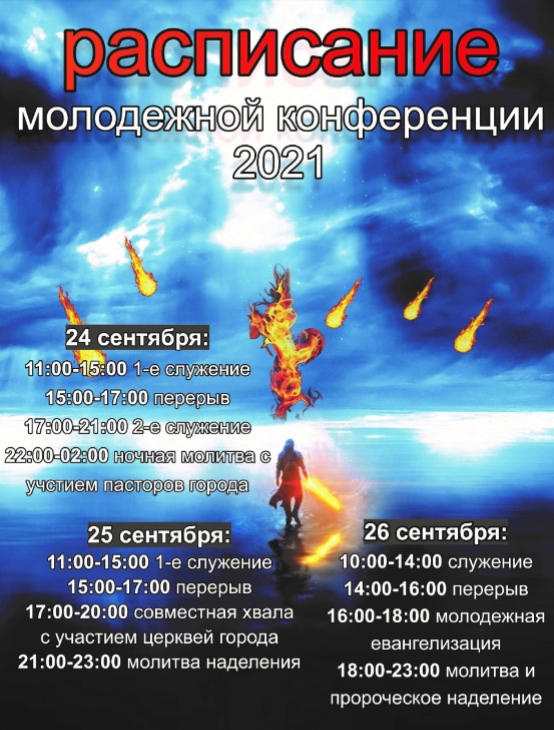 расписание
молодежной конференции
2021
24 сентября:
11:00-15:00 1-е служение
15:00-17:00 перерыв
17:00-21:00 2-е служение
22:00-02:00 ночная молитва с
учстием пасторов города
25 сентября:
11:00-15:00 1-е служение
15:00-17:00 перерыв
17:00-20:00 совместная хвала
с участием церквей города
21:00-23:00 молитва наделения
26 сентября:
10:00-14:00 служение
14:00-16:00 перерыв
16:00-18:00 молодежная
евангелизация
18:00-23:00 молитва и
пророческое наделение